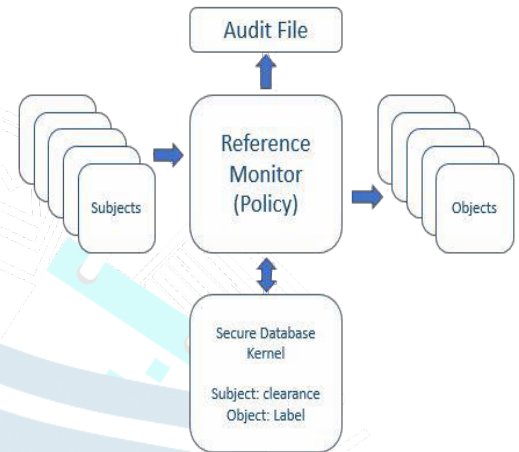 Audit File
Subjects
Reference
Monitor
(Policy)
Objects
Secure Database
Kernel
Subject: clearance
Object: Label